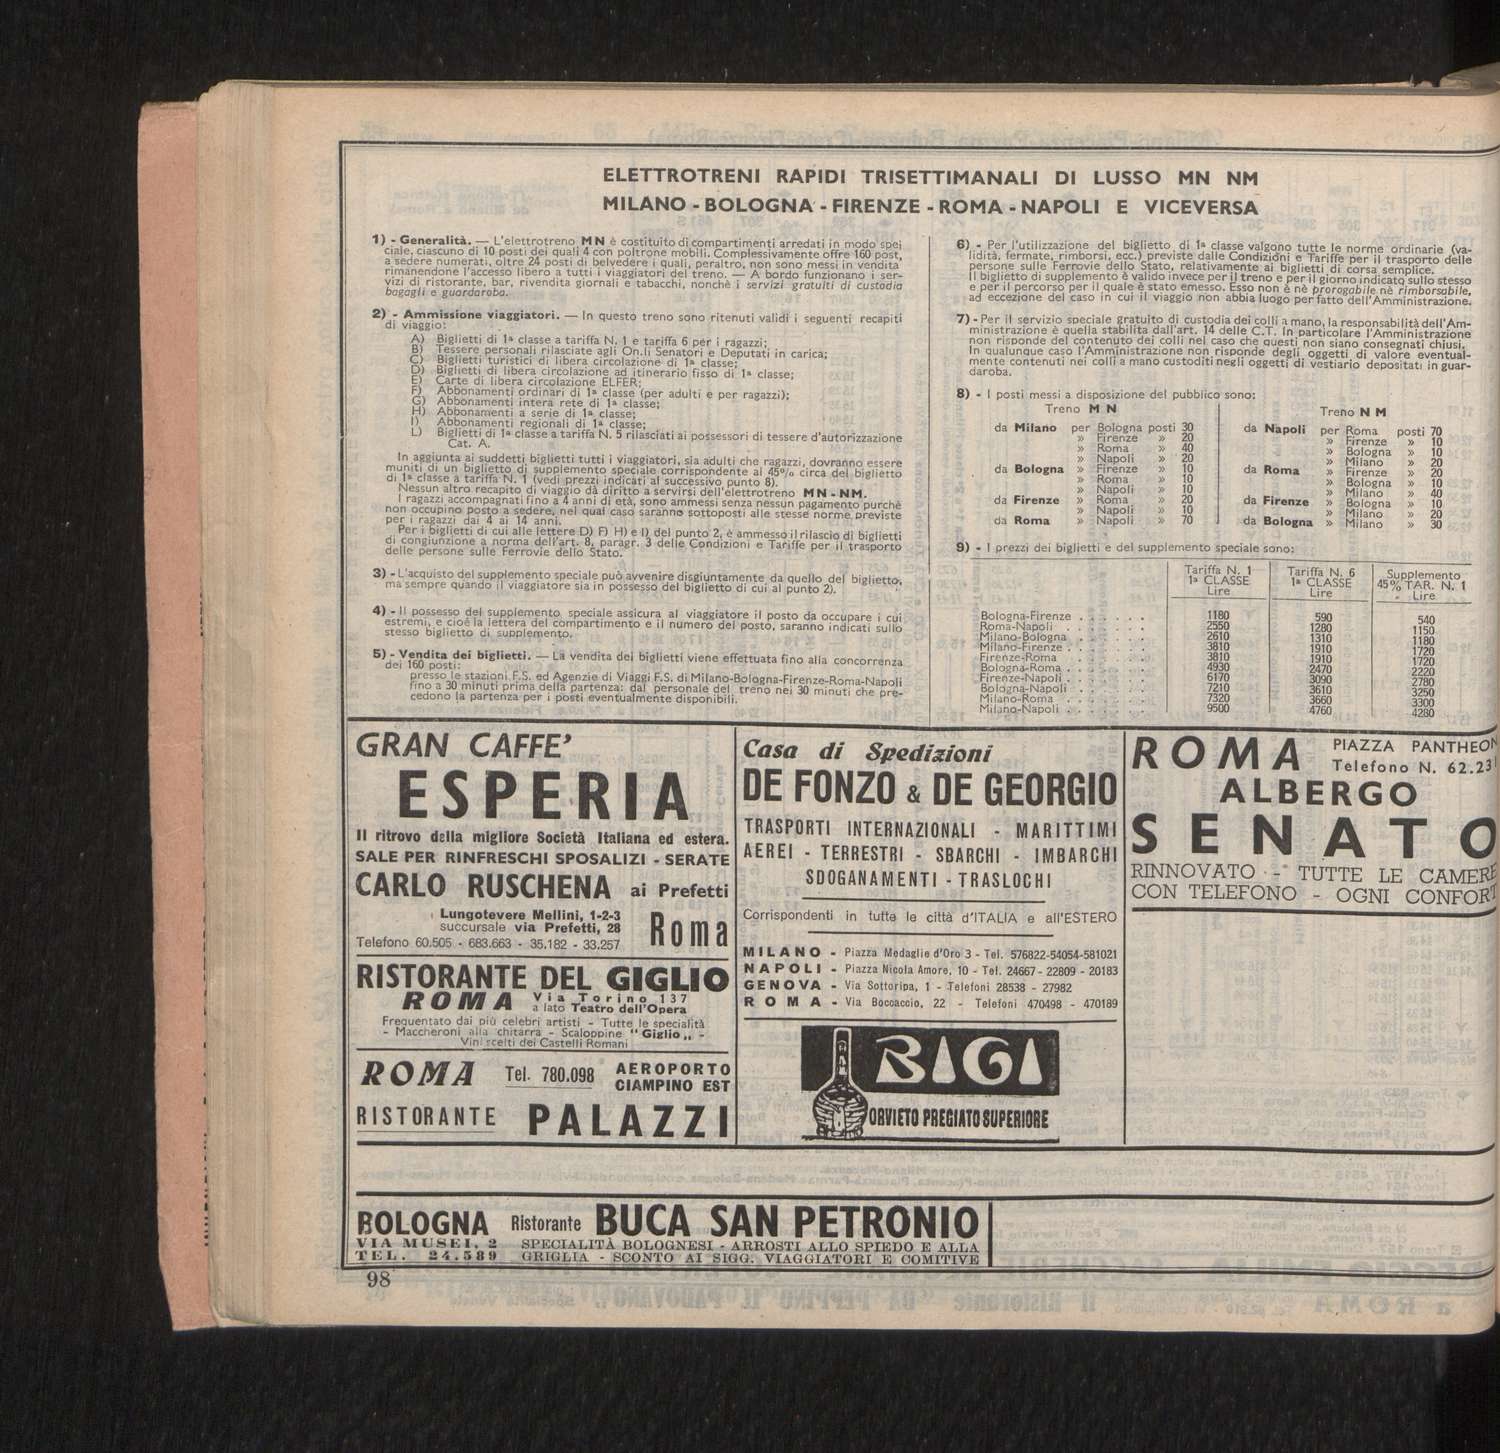 ELETTROTRENI RAPIDI TRISETTIMANALI DI LUSSO MN NM
MILANO - BOLOGNA - FIRENZE - ROMA - NAPOLI E VICEVERSA
1) - Generalità. — L'elettrotreno MN è costituito di compartimenti arredati in modo spe
ciale, ciascuno di 10 posti dei quali 4 con poltrone mobili. Complessivamente offre 160 post,
a sedere numerati, oltre 24 posti di belvedere i quali, peraltro, non sono messi in vendita
rimanendone l'accesso libero a tutti i viaggiatori del treno. — A bordo funzionano i ser-
vizi di ristorante, bar, rivendita giornali e tabacchi, nonchè i servizi gratuiti di custodia
bagagli e guardaroba.
2) - Ammissione viaggiatori. — In questo treno sono ritenuti validi i seguenti recapiti
di viaggio:
A) Biglietti di 1ª classe a tariffa N. 1 e tariffa 6 per i ragazzi;
B) Tessere personali rilasciate agli On.li Senatori e Deputati in carica;
C) Biglietti turistici di libera circolazione di 1ª classe;
D) Biglietti di libera circolazione ad itinerario fisso di 1ª classe;
E) Carte di libera circolazione ELFER;
F) Abbonamenti ordinari di 1ª classe (per adulti e per ragazzi);
G) Abbonamenti intera rete di 1ª classe;
H) Abbonamenti a serie di 1ª classe;
I) Abbonamenti regionali di 1ª classe;
L) Biglietti di 1ª classe a tariffa N. 5 rilasciati ai possessori di tessere d'autorizzazione
Cat. A.
In aggiunta ai suddetti biglietti tutti i viaggiatori, sia adulti che ragazzi, dovranno essere
muniti di un biglietto di supplemento speciale corrispondente al 45% circa del biglietto
di 1ª classe a tariffa N. 1 (vedi prezzi indicati al successivo punto 8).
Nessun altro recapito di viaggio dà diritto a servirsi dell'elettrotreno MN - NM.
I ragazzi accompagnati fino a 4 anni di età, sono ammessi senza nessun pagamento purchè
non occupino posto a sedere, nel qual caso saranno sottoposti alle stesse norme previste
per i ragazzi dai 4 ai 14 anni.
Per i biglietti di cui alle lettere D) F) H) e I) del punto 2, è ammesso il rilascio di biglietti
di congiunzione a norma dell'art. 8, paragr. 3 delle Condizioni e Tariffe per il trasporto
delle persone sulle Ferrovie dello Stato.
3) - L'acquisto del supplemento speciale può avvenire disgiuntamente da quello del biglietto,
ma sempre quando il viaggiatore sia in possesso del biglietto di cui al punto 2).
4) - Il possesso del supplemento speciale assicura al viaggiatore il posto da occupare i cui
estremi, e cioè la lettera del compartimento e il numero del posto, saranno indicati sullo
stesso biglietto di supplemento.
5) - Vendita dei biglietti. — La vendita dei biglietti viene effettuata fino alla concorrenza
dei 160 posti:
presso le stazioni F.S. ed Agenzie di Viaggi F.S. di Milano-Bologna-Firenze-Roma-Napoli
fino a 30 minuti prima della partenza: dal personale del treno nei 30 minuti che pre-
cedono la partenza per i posti eventualmente disponibili.
6) - Per l'utilizzazione del biglietto di 1ª classe valgono tutte le norme ordinarie (va-
lidità, fermate, rimborsi, ecc.) previste dalle Condizioni e Tariffe per il trasporto delle
persone sulle Ferrovie dello Stato, relativamente ai biglietti di corsa semplice.
Il biglietto di supplemento è valido invece per il treno e per il giorno indicato sullo stesso
e per il percorso per il quale è stato emesso. Esso non è nè prorogabile nè rimborsabile,
ad eccezione del caso in cui il viaggio non abbia luogo per fatto dell'Amministrazione.
7) - Per il servizio speciale gratuito di custodia dei colli a mano, la responsabilità dell'Am-
ministrazione è quella stabilita dall'art. 14 delle C.T. In particolare l'Amministrazione
non risponde del contenuto dei colli nel caso che questi non siano consegnati chiusi.
In qualunque caso l'Amministrazione non risponde degli oggetti di valore eventual-
mente contenuti nei colli a mano custoditi negli oggetti di vestiario depositati in guar-
daroba.
8) - I posti messi a disposizione del pubblico sono:
Treno M N
da Milano per Bologna posti 30
» Firenze » 20
» Roma » 40
» Napoli » 20
da Bologna » Firenze » 10
» Roma » 10
» Napoli » 10
da Firenze » Roma » 20
» Napoli » 10
da Roma » Napoli » 70
Treno N M
da Napoli per Roma posti 70
» Firenze » 10
» Bologna » 10
» Milano » 20
da Roma » Firenze » 20
» Bologna » 10
» Milano » 40
da Firenze » Bologna » 10
» Milano » 20
da Bologna » Milano » 30
9) - I prezzi dei biglietti e del supplemento speciale sono:
Tariffa N. 1 Tariffa N. 6 Supplemento
1ª CLASSE 1ª CLASSE 45% TAR. N. 1
Lire Lire Lire
Bologna-Firenze . . . . . . 1180 590 540
Roma-Napoli . . . . . . 2550 1280 1150
Milano-Bologna . . . . . . 2610 1310 1180
Milano-Firenze . . . . . . 3810 1910 1720
Firenze-Roma . . . . . . 3810 1910 1720
Bologna-Roma . . . . . . 4930 2470 2220
Firenze-Napoli . . . . . . 6170 3090 2780
Bologna-Napoli . . . . . . 7210 3610 3250
Milano-Roma . . . . . . 7320 3660 3300
Milano-Napoli . . . . . . 9500 4760 4280
GRAN CAFFE'
ESPERIA
Il ritrovo della migliore Società Italiana ed estera.
SALE PER RINFRESCHI SPOSALIZI - SERATE
CARLO RUSCHENA ai Prefetti
Lungotevere Mellini, 1-2-3
succursale via Prefetti, 28
Telefono 60.505 - 683.663 - 35.182 - 33.257
Roma
RISTORANTE DEL GIGLIO
ROMA Via Torino 137
a lato Teatro dell'Opera
Frequentato dai più celebri artisti - Tutte le specialità
- Maccheroni alla chitarra - Scaloppine "Giglio„ -
Vini scelti dei Castelli Romani
ROMA Tel. 780.098 AEROPORTO
CIAMPINO EST
RISTORANTE PALAZZI
Casa di Spedizioni
DE FONZO & DE GEORGIO
TRASPORTI INTERNAZIONALI - MARITTIMI
AEREI - TERRESTRI - SBARCHI - IMBARCHI
SDOGANAMENTI - TRASLOCHI
Corrispondenti in tutte le città d'ITALIA e all'ESTERO
MILANO - Piazza Medaglie d'Oro 3 - Tel. 576822-54054-581021
NAPOLI - Piazza Nicola Amore, 10 - Tel. 24667 - 22809 - 20183
GENOVA - Via Sottoripa, 1 - Telefoni 28538 - 27982
ROMA - Via Boccaccio, 22 - Telefoni 470498 - 470189
BIGI
ORVIETO PREGIATO SUPERIORE
ROMA PIAZZA PANTHEON
Telefono N. 62.231
ALBERGO
SENATO
RINNOVATO - TUTTE LE CAMERE
CON TELEFONO - OGNI CONFORT
BOLOGNA Ristorante BUCA SAN PETRONIO
VIA MUSEI, 2 SPECIALITÀ BOLOGNESI - ARROSTI ALLO SPIEDO E ALLA
TEL. 24.589 GRIGLIA - SCONTO AI SIGG. VIAGGIATORI E COMITIVE
98